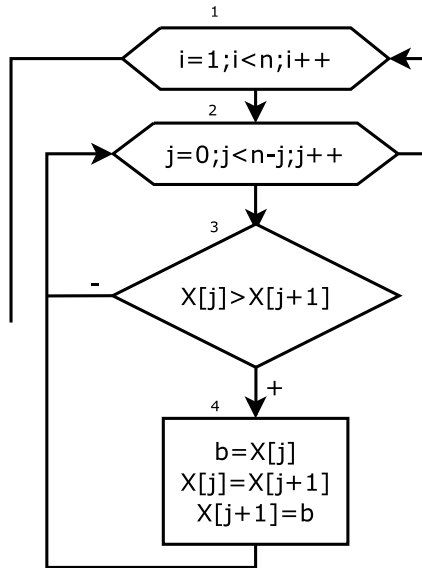 1
i=1;i<n;i++
2
j=0;j<n-j;j++
3
X[j]>X[j+1]
-
+
4
b=X[j]
X[j]=X[j+1]
X[j+1]=b